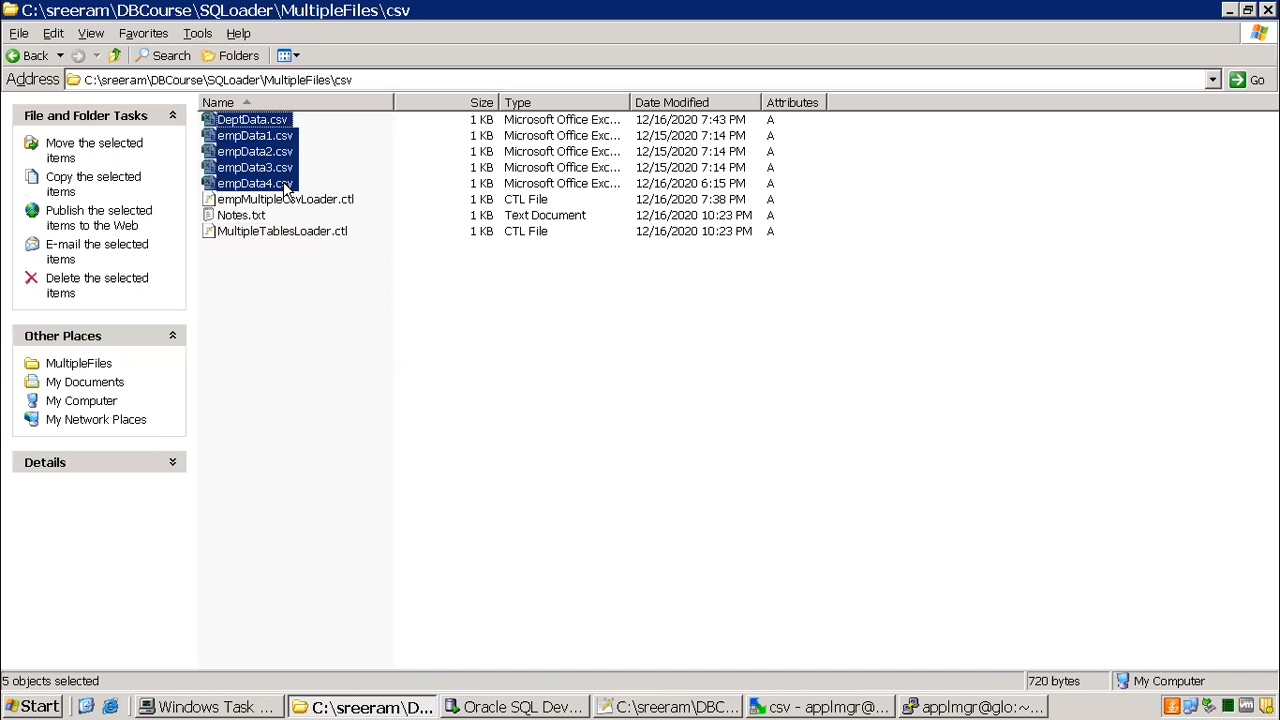 C:\sreeram\DBCourse\SQLoader\MultipleFiles\csv
File Edit View Favorites Tools Help
Back Search Folders
Address C:\sreeram\DBCourse\SQLoader\MultipleFiles\csv Go
File and Folder Tasks
Move the selected
items
Copy the selected
items
Publish the selected
items to the Web
E-mail the selected
items
Delete the selected
items
Other Places
MultipleFiles
My Documents
My Computer
My Network Places
Details
Name Size Type Date Modified Attributes
DeptData.csv 1 KB Microsoft Office Exc... 12/16/2020 7:43 PM A
empData1.csv 1 KB Microsoft Office Exc... 12/15/2020 7:14 PM A
empData2.csv 1 KB Microsoft Office Exc... 12/15/2020 7:14 PM A
empData3.csv 1 KB Microsoft Office Exc... 12/15/2020 7:14 PM A
empData4.csv 1 KB Microsoft Office Exc... 12/16/2020 6:15 PM A
empMultipleCsvLoader.ctl 1 KB CTL File 12/16/2020 7:38 PM A
Notes.txt 1 KB Text Document 12/16/2020 10:23 PM A
MultipleTablesLoader.ctl 1 KB CTL File 12/16/2020 10:23 PM A
5 objects selected 720 bytes My Computer
Start Windows Task ... C:\sreeram\D... Oracle SQL Dev... C:\sreeram\DBC... csv - applmgr@... applmgr@glo:~...